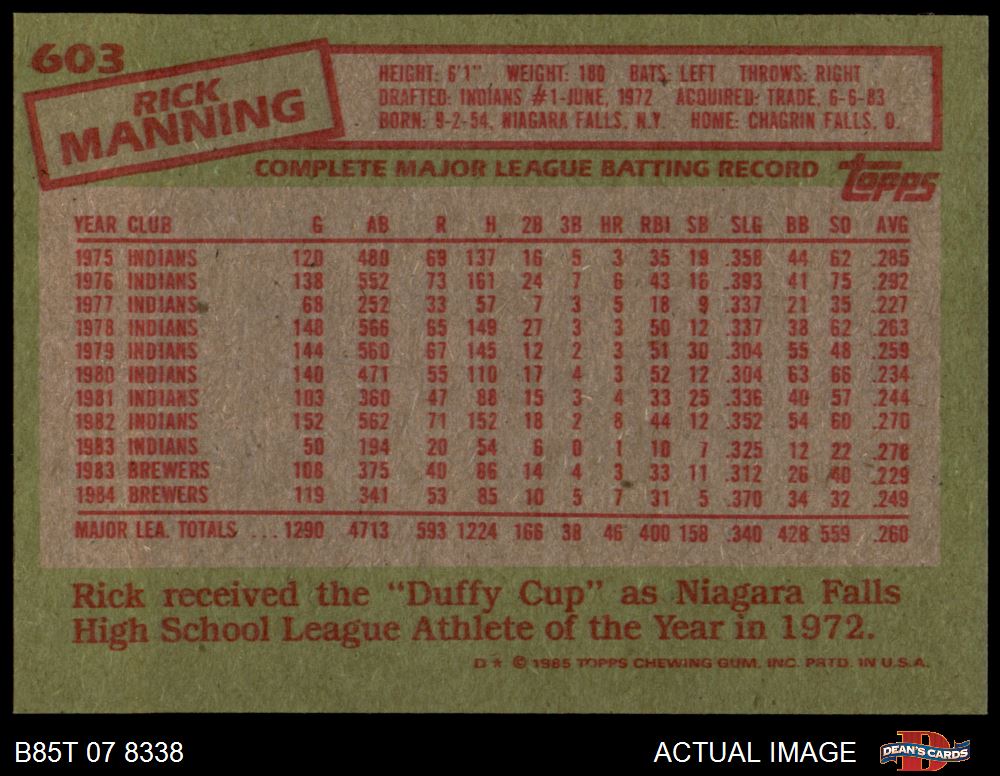 603
RICK
MANNING
HEIGHT: 6'1" WEIGHT: 180 BATS: LEFT THROWS: RIGHT
DRAFTED: INDIANS #1-JUNE, 1972 ACQUIRED: TRADE, 6-6-83
BORN: 9-2-54, NIAGARA FALLS, N.Y. HOME: CHAGRIN FALLS, O.
COMPLETE MAJOR LEAGUE BATTING RECORD
TOPPS
YEAR CLUB G AB R H 2B 3B HR RBI SB SLG BB SO AVG
1975 INDIANS 120 480 69 137 16 5 3 35 19 .358 44 62 .285
1976 INDIANS 138 552 73 161 24 7 6 43 16 .393 41 75 .292
1977 INDIANS 68 252 33 57 7 3 5 18 9 .337 21 35 .227
1978 INDIANS 148 566 65 149 27 3 3 50 12 .337 38 62 .263
1979 INDIANS 144 560 67 145 12 2 3 51 30 .304 55 48 .259
1980 INDIANS 140 471 55 110 17 4 3 52 12 .304 63 66 .234
1981 INDIANS 103 360 47 88 15 3 4 33 25 .336 40 57 .244
1982 INDIANS 152 562 71 152 18 2 8 44 12 .352 54 60 .270
1983 INDIANS 50 194 20 54 6 0 1 10 7 .325 12 22 .278
1983 BREWERS 108 375 40 86 14 4 3 33 11 .312 26 40 .229
1984 BREWERS 119 341 53 85 10 5 7 31 5 .370 34 32 .249
MAJOR LEA. TOTALS ... 1290 4713 593 1224 166 38 46 400 158 .340 428 559 .260
Rick received the “Duffy Cup” as Niagara Falls
High School League Athlete of the Year in 1972.
D ★ © 1985 TOPPS CHEWING GUM, INC. PRTD. IN U.S.A.
B85T 07 8338 ACTUAL IMAGE
D
DEAN'S CARDS